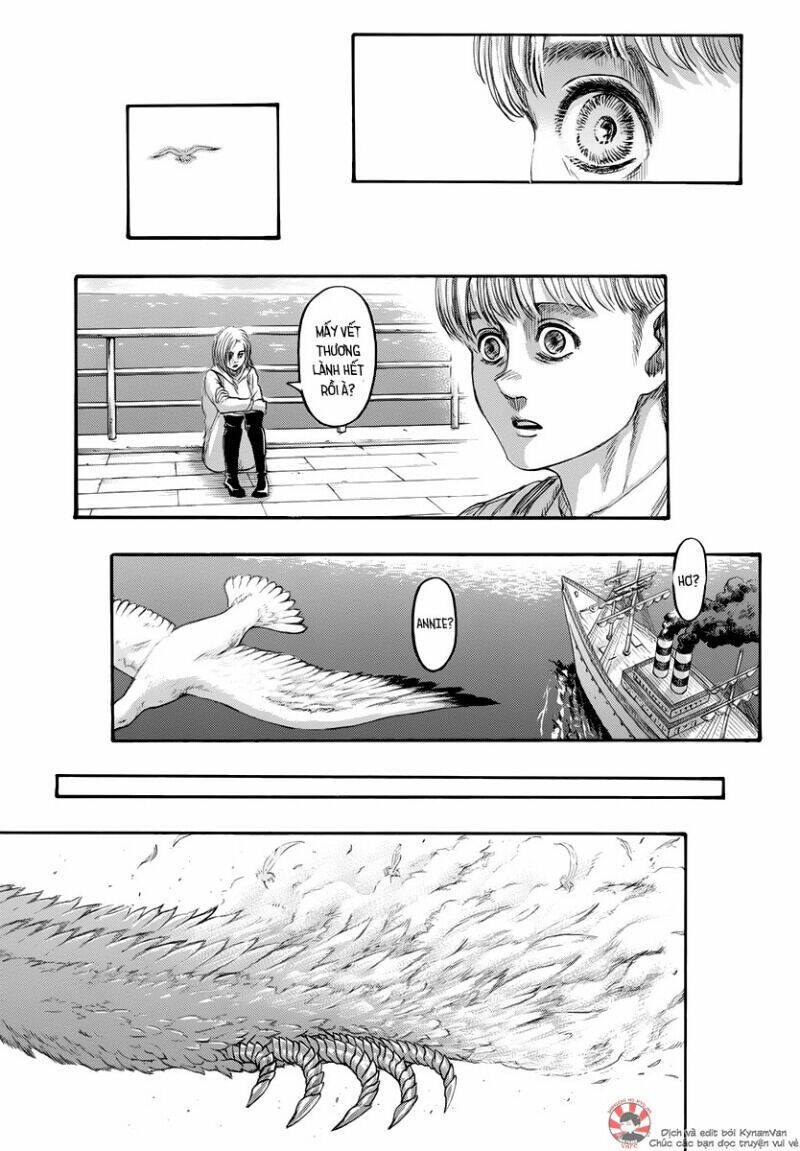 MẤY VẾT
THƯƠNG
LÀNH HẾT
RỒI À?
HƠ?
ANNIE?
Dịch và edit bởi KynamVan
Chúc các bạn đọc truyện vui vẻ